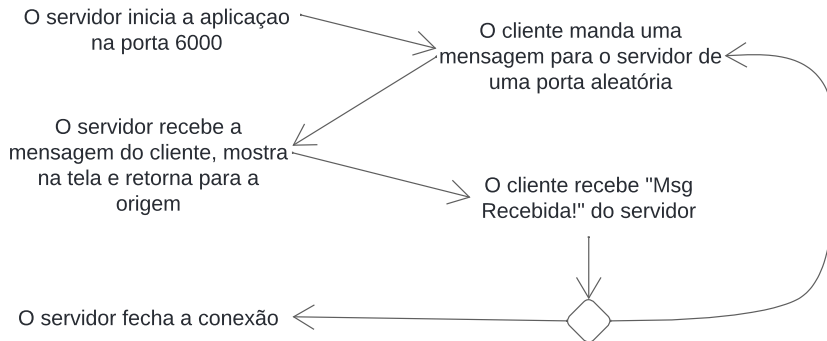 O servidor inicia a aplicaçao
na porta 6000
O cliente manda uma
mensagem para o servidor de
uma porta aleatória
O servidor recebe a
mensagem do cliente, mostra
na tela e retorna para a
origem
O cliente recebe "Msg
Recebida!" do servidor
O servidor fecha a conexão